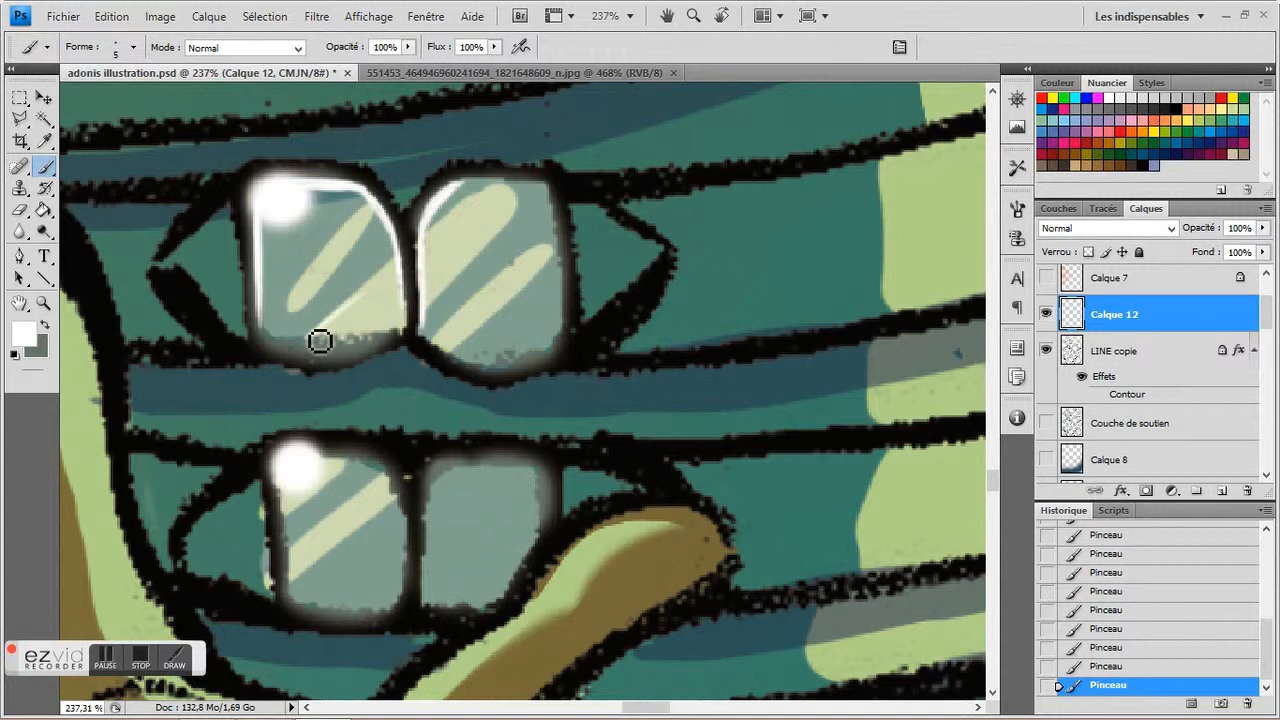 Ps Fichier Edition Image Calque Sélection Filtre Affichage Fenêtre Aide Br 237% Les indispensables
Forme : 5 Mode : Normal Opacité : 100% Flux : 100%
adonis illustration.psd @ 237% (Calque 12, CMJN/8#) * × 551453_464946960241694_1821648609_n.jpg @ 468% (RVB/8) ×
Couleur Nuancier Styles
Couches Tracés Calques
Normal Opacité : 100%
Verrou : Fond : 100%
Calque 7
Calque 12
LINE copie fx
Effets
Contour
Couche de soutien
Calque 8
fx
Historique Scripts
Pinceau
Pinceau
Pinceau
Pinceau
Pinceau
Pinceau
Pinceau
Pinceau
Pinceau
ezvid
RECORDER
PAUSE STOP DRAW
237,31 % Doc : 132,8 Mo/1,69 Go